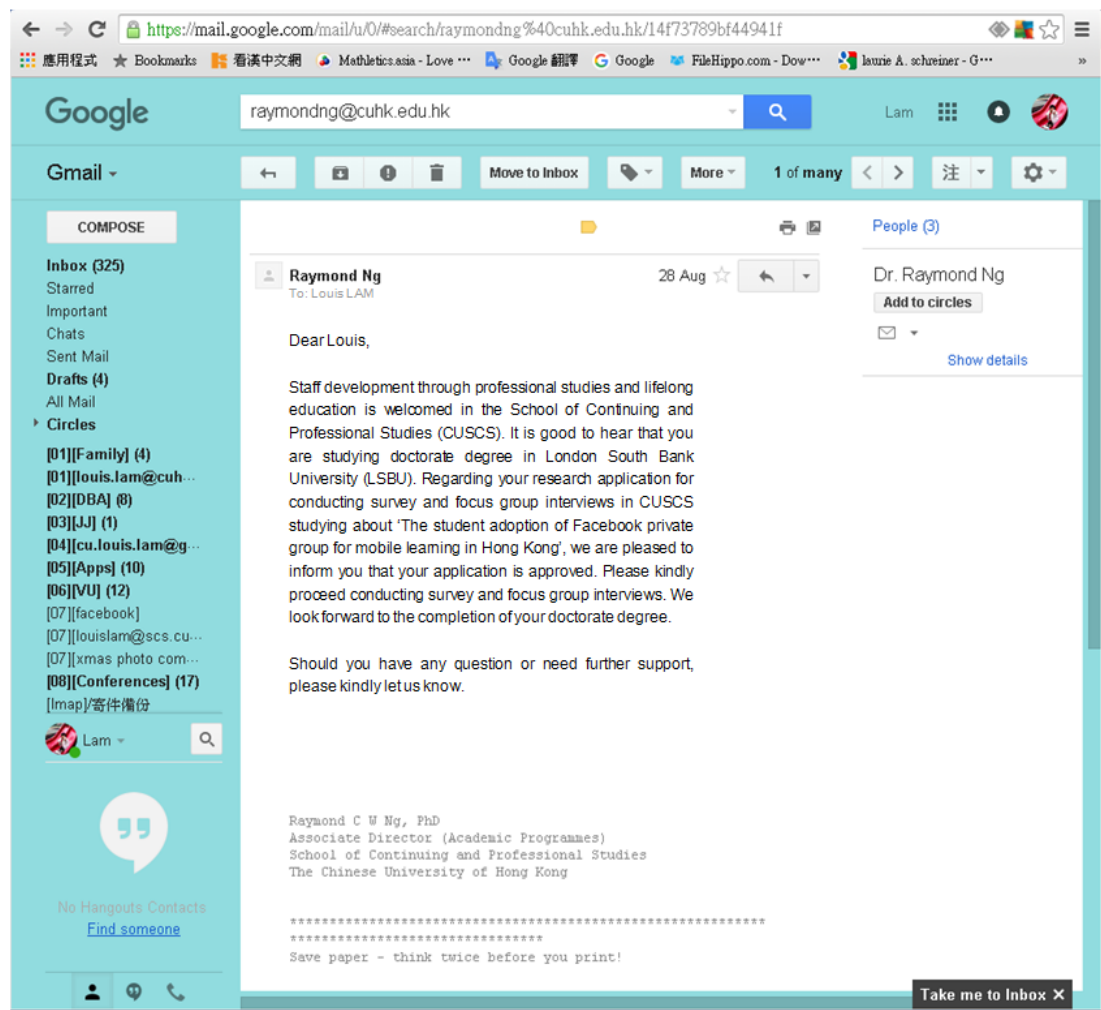 https://mail.google.com/mail/u/0/#search/raymondng%40cuhk.edu.hk/14f73789bf44941f
應用程式 Bookmarks 看漢中文網 Mathletics.asia - Love ··· Google 翻譯 Google FileHippo.com - Dow··· laurie A. schreiner - G··· »
Google raymondng@cuhk.edu.hk Lam
Gmail Move to Inbox More 1 of many 注
COMPOSE
Inbox (325)
Starred
Important
Chats
Sent Mail
Drafts (4)
All Mail
Circles
[01][Family] (4)
[01][louis.lam@cuh···
[02][DBA] (8)
[03][JJ] (1)
[04][cu.louis.lam@g···
[05][Apps] (10)
[06][VU] (12)
[07][facebook]
[07][louislam@scs.cu···
[07][xmas photo com···
[08][Conferences] (17)
[Imap]/寄件備份
Lam
No Hangouts Contacts
Find someone
Raymond Ng 28 Aug
To: Louis LAM
Dear Louis,
Staff development through professional studies and lifelong
education is welcomed in the School of Continuing and
Professional Studies (CUSCS). It is good to hear that you
are studying doctorate degree in London South Bank
University (LSBU). Regarding your research application for
conducting survey and focus group interviews in CUSCS
studying about ‘The student adoption of Facebook private
group for mobile learning in Hong Kong’, we are pleased to
inform you that your application is approved. Please kindly
proceed conducting survey and focus group interviews. We
look forward to the completion of your doctorate degree.
Should you have any question or need further support,
please kindly let us know.
Raymond C W Ng, PhD
Associate Director (Academic Programmes)
School of Continuing and Professional Studies
The Chinese University of Hong Kong
************************************************************
********************************
Save paper - think twice before you print!
People (3)
Dr. Raymond Ng
Add to circles
Show details
Take me to Inbox ✕